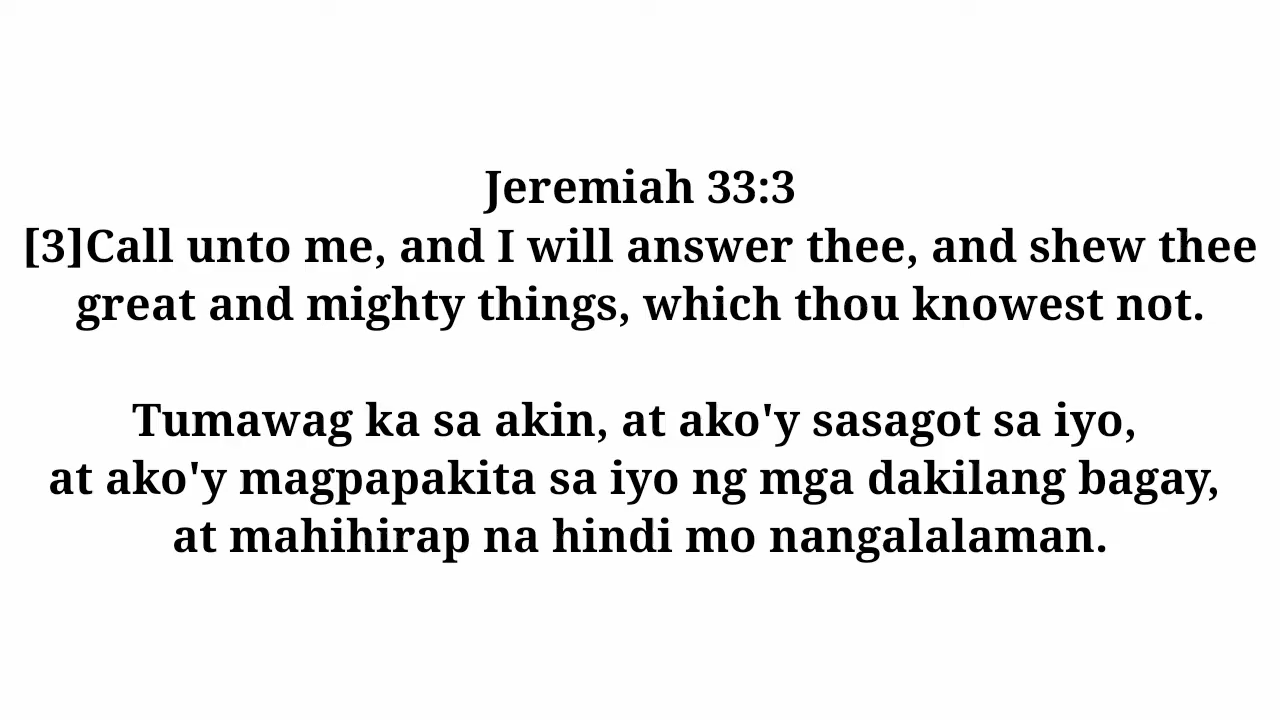 Jeremiah 33:3
[3]Call unto me, and I will answer thee, and shew thee
great and mighty things, which thou knowest not.
Tumawag ka sa akin, at ako'y sasagot sa iyo,
at ako'y magpapakita sa iyo ng mga dakilang bagay,
at mahihirap na hindi mo nangalalaman.